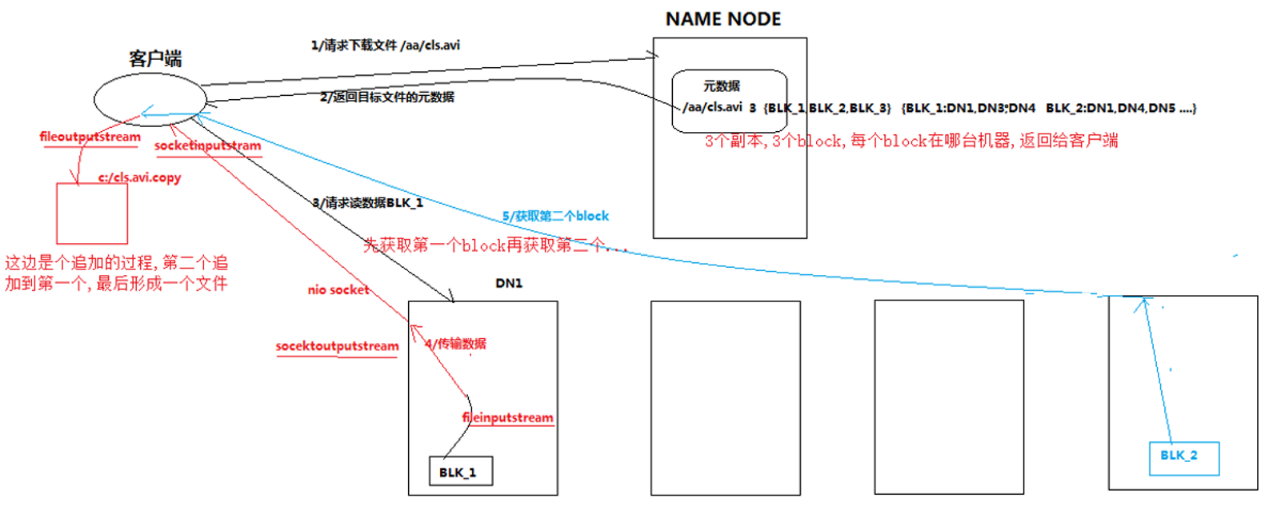 NAME NODE
客户端
1/请求下载文件 /aa/cls.avi
元数据
2/返回目标文件的元数据
/aa/cls.avi 3 {BLK_1,BLK_2,BLK_3} {BLK_1:DN1,DN3,DN4 BLK_2:DN1,DN4,DN5 ....}
3个副本,3个block,每个block在哪台机器,返回给客户端
fileoutputstream
socketinputstram
c:/cls.avi.copy
3/请求读数据BLK_1
5/获取第二个block
先获取第一个block再获取第二个...
这边是个追加的过程,第二个追
加到第一个,最后形成一个文件
nio socket
DN1
socektoutputstream
4/传输数据
fileinputstream
BLK_1
BLK_2